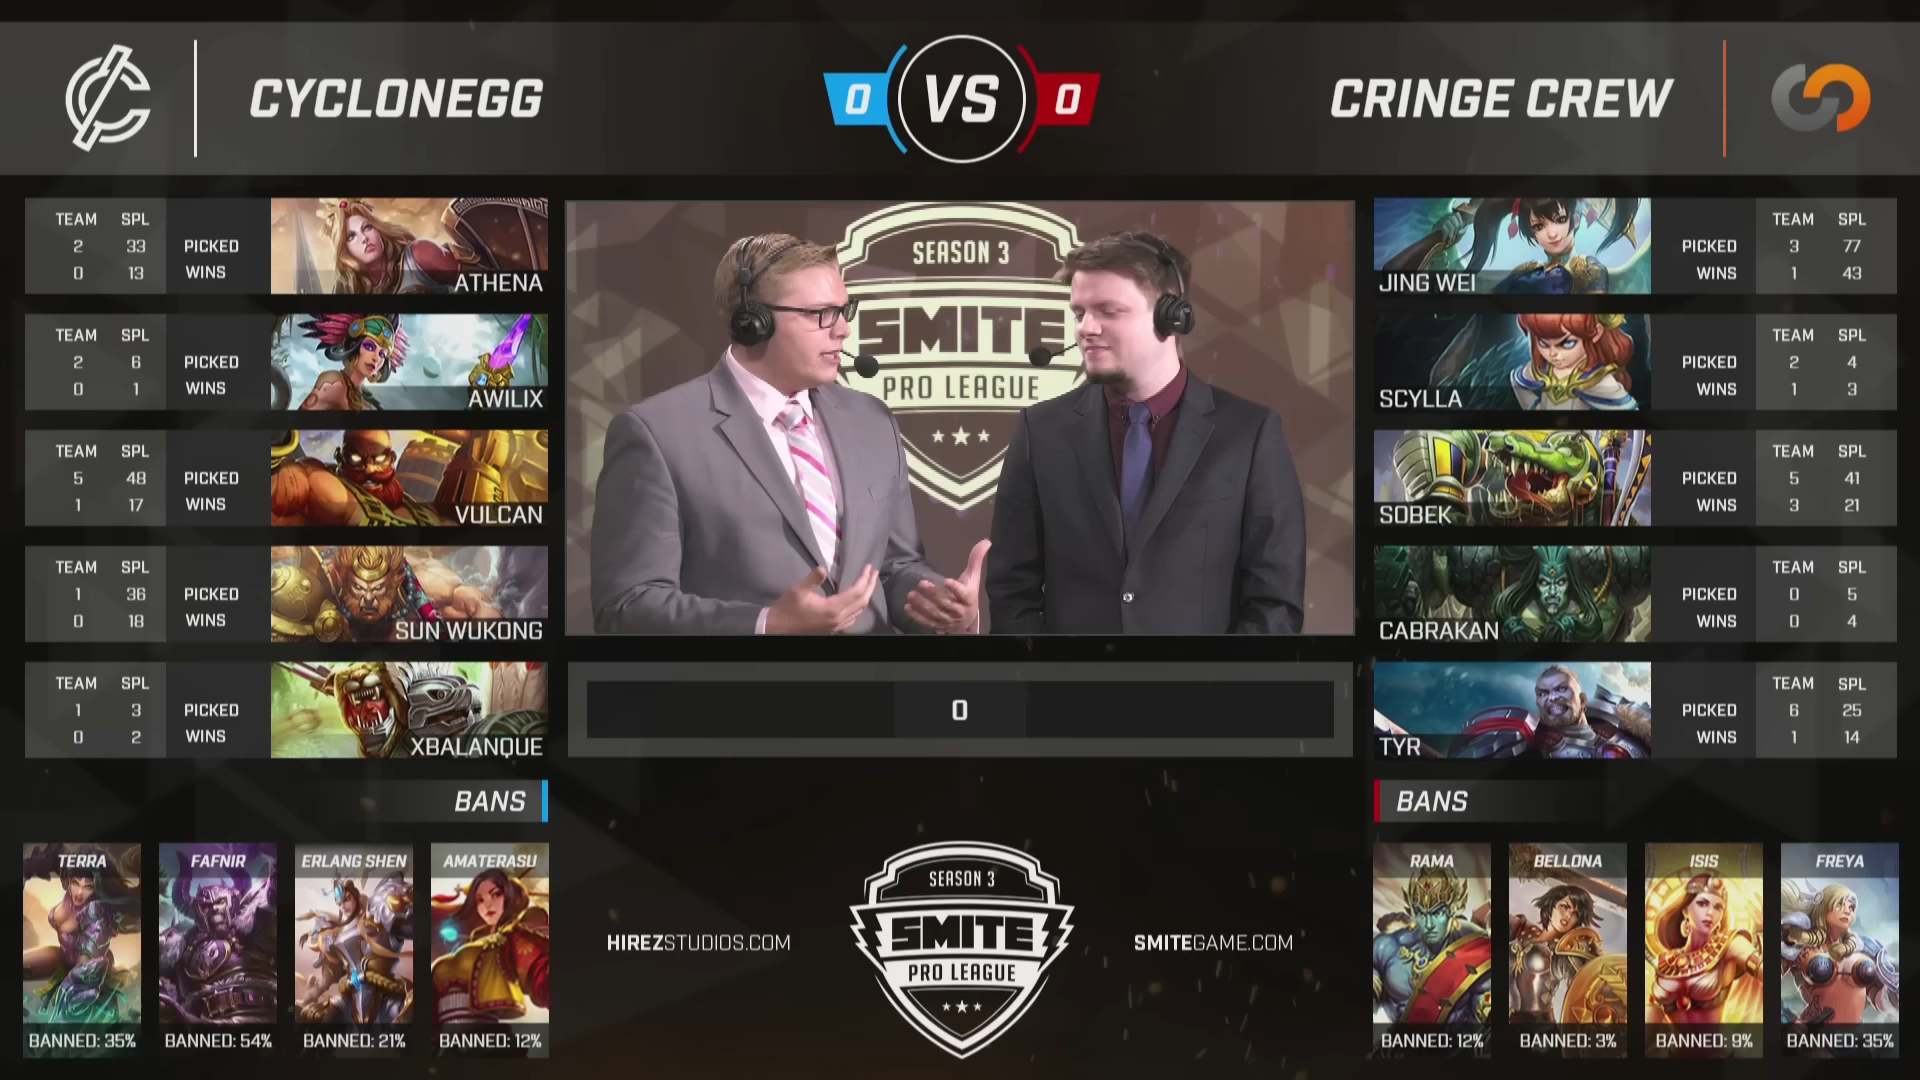 CYCLONEGG
0 VS 0
CRINGE CREW
TEAM SPL
2 33 PICKED
0 13 WINS
ATHENA
TEAM SPL
2 6 PICKED
0 1 WINS
AWILIX
TEAM SPL
5 48 PICKED
1 17 WINS
VULCAN
TEAM SPL
1 36 PICKED
0 18 WINS
SUN WUKONG
TEAM SPL
1 3 PICKED
0 2 WINS
XBALANQUE
SEASON 3
SMITE
PRO LEAGUE
0
TEAM SPL
PICKED 3 77
WINS 1 43
JING WEI
TEAM SPL
PICKED 2 4
WINS 1 3
SCYLLA
TEAM SPL
PICKED 5 41
WINS 3 21
SOBEK
TEAM SPL
PICKED 0 5
WINS 0 4
CABRAKAN
TEAM SPL
PICKED 6 25
WINS 1 14
TYR
BANS
TERRA FAFNIR ERLANG SHEN AMATERASU
BANNED: 35% BANNED: 54% BANNED: 21% BANNED: 12%
HIREZSTUDIOS.COM
SEASON 3
SMITE
PRO LEAGUE
SMITEGAME.COM
BANS
RAMA BELLONA ISIS FREYA
BANNED: 12% BANNED: 3% BANNED: 9% BANNED: 35%